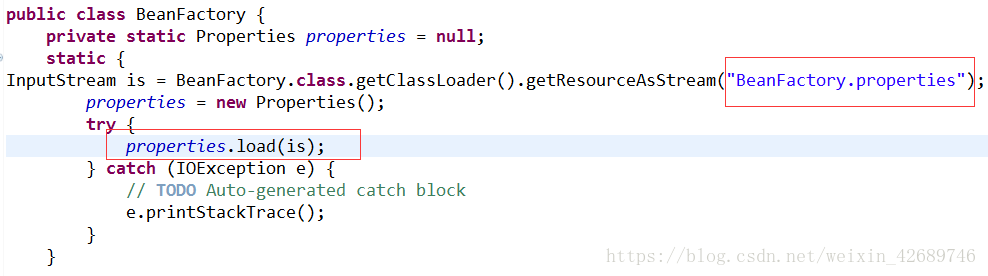 public class BeanFactory {
    private static Properties properties = null;
    static {
InputStream is = BeanFactory.class.getClassLoader().getResourceAsStream("BeanFactory.properties");
        properties = new Properties();
        try {
            properties.load(is);
        } catch (IOException e) {
            // TODO Auto-generated catch block
            e.printStackTrace();
        }
    }
https://blog.csdn.net/weixin_42689746